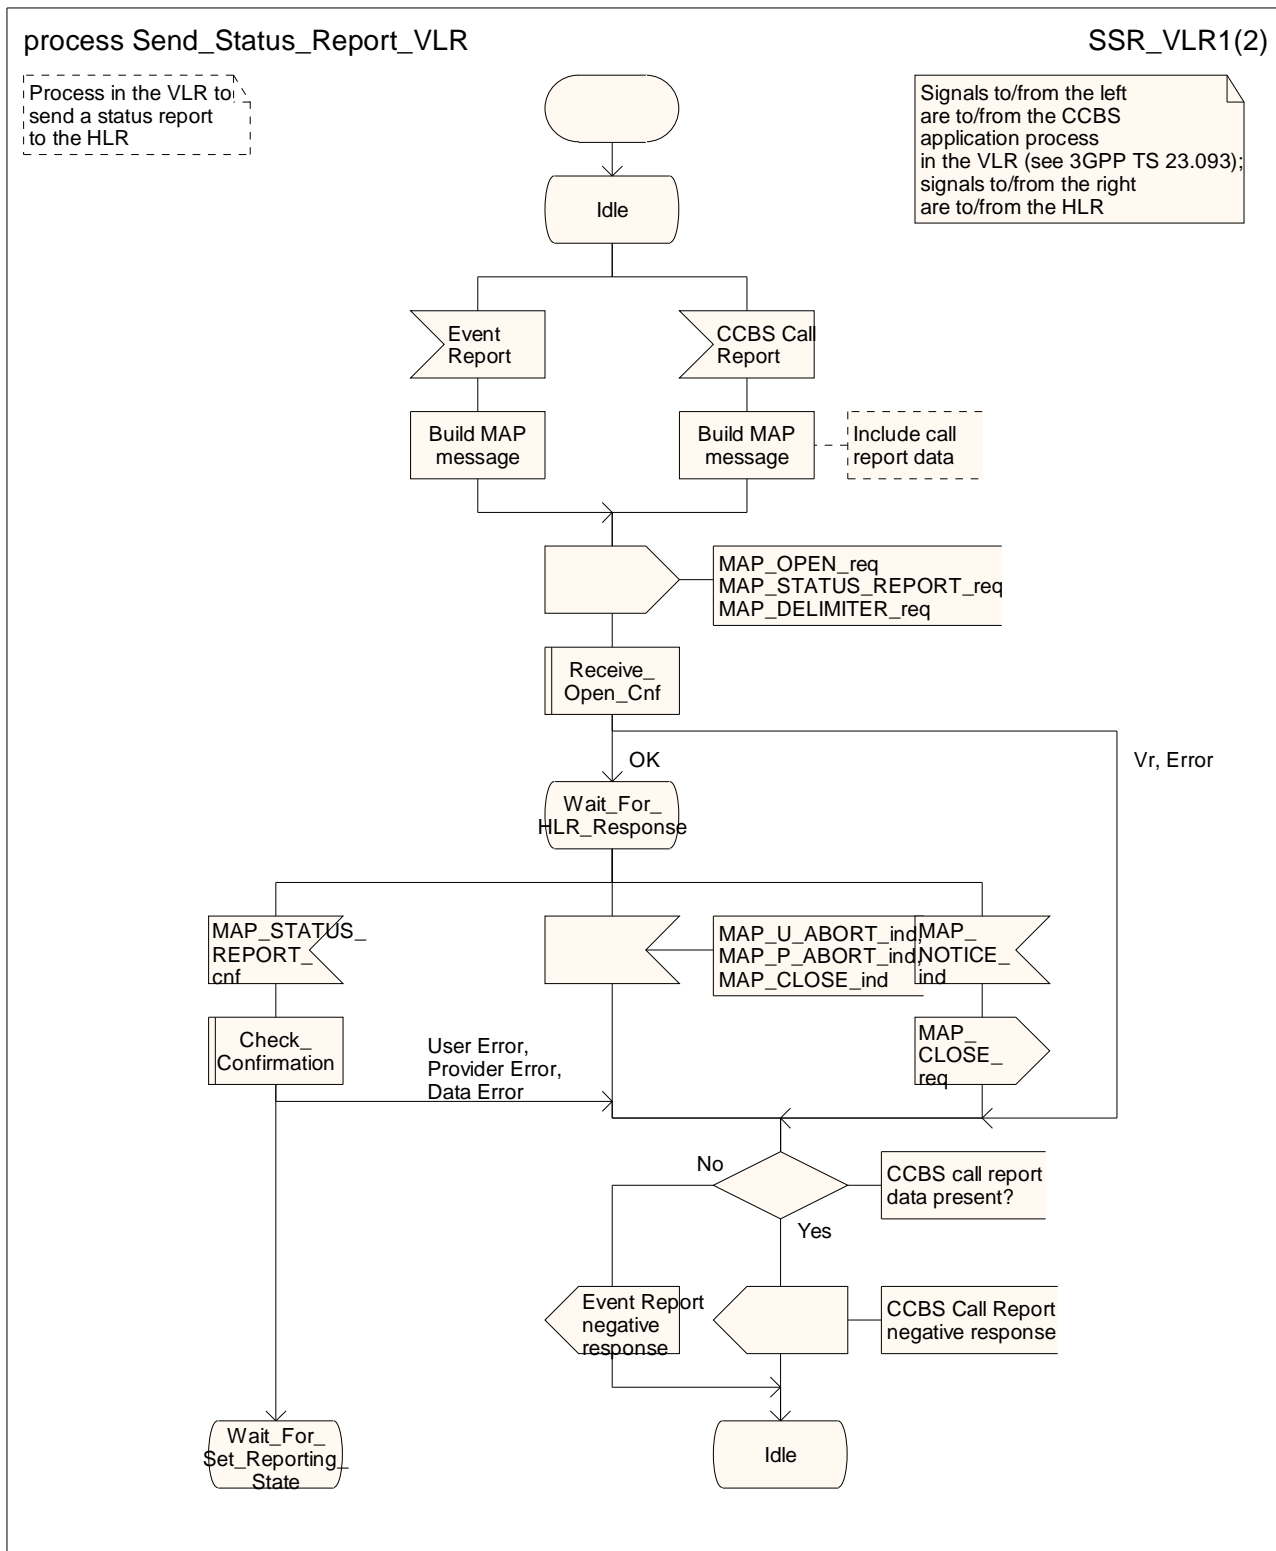 process Send_Status_Report_VLR
SSR_VLR1(2)
Process in the VLR to
send a status report
to the HLR
Signals to/from the left
are to/from the CCBS
application process
in the VLR (see 3GPP TS 23.093);
signals to/from the right
are to/from the HLR
Idle
Event
Report
CCBS Call
Report
Build MAP
message
Build MAP
message
Include call
report data
MAP_OPEN_req
MAP_STATUS_REPORT_req
MAP_DELIMITER_req
Receive_
Open_Cnf
OK
Vr, Error
Wait_For_
HLR_Response
MAP_STATUS_
REPORT_
cnf
MAP_U_ABORT_ind,
MAP_P_ABORT_ind,
MAP_CLOSE_ind
MAP_
NOTICE_
ind
Check_
Confirmation
User Error,
Provider Error,
Data Error
MAP_
CLOSE_
req
No
CCBS call report
data present?
Yes
Event Report
negative
response
CCBS Call Report
negative response
Wait_For_
Set_Reporting_
State
Idle